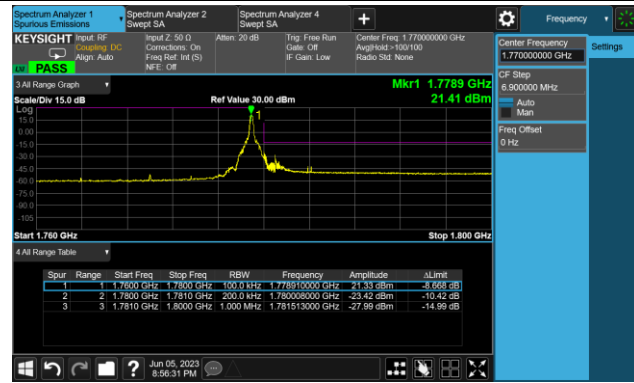 Spectrum Analyzer 1
Spurious Emissions
Spectrum Analyzer 2
Swept SA
Spectrum Analyzer 4
Swept SA
+
Frequency
KEYSIGHT
Input: RF
Coupling: DC
Align: Auto
Input Z: 50 Ω
Corrections: On
Freq Ref: Int (S)
NFE: Off
Atten: 20 dB
Trig: Free Run
Gate: Off
IF Gain: Low
Center Freq: 1.770000000 GHz
Avg|Hold:>100/100
Radio Std: None
PASS
Center Frequency
1.770000000 GHz
Settings
CF Step
6.900000 MHz
Auto
Man
Freq Offset
0 Hz
3 All Range Graph
Mkr1 1.7789 GHz
Scale/Div 15.0 dB
Ref Value 30.00 dBm
21.41 dBm
Log
1
15.0
0.00
-15.0
-30.0
-45.0
-60.0
-75.0
-90.0
-105
Start 1.760 GHz
Stop 1.800 GHz
4 All Range Table
Spur Range Start Freq Stop Freq RBW Frequency Amplitude ΔLimit
1 1 1.7600 GHz 1.7800 GHz 100.0 kHz 1.778910000 GHz 21.33 dBm -8.668 dB
2 2 1.7800 GHz 1.7810 GHz 200.0 kHz 1.780008000 GHz -23.42 dBm -10.42 dB
3 3 1.7810 GHz 1.8000 GHz 1.000 MHz 1.781513000 GHz -27.99 dBm -14.99 dB
?
Jun 05, 2023
8:56:31 PM